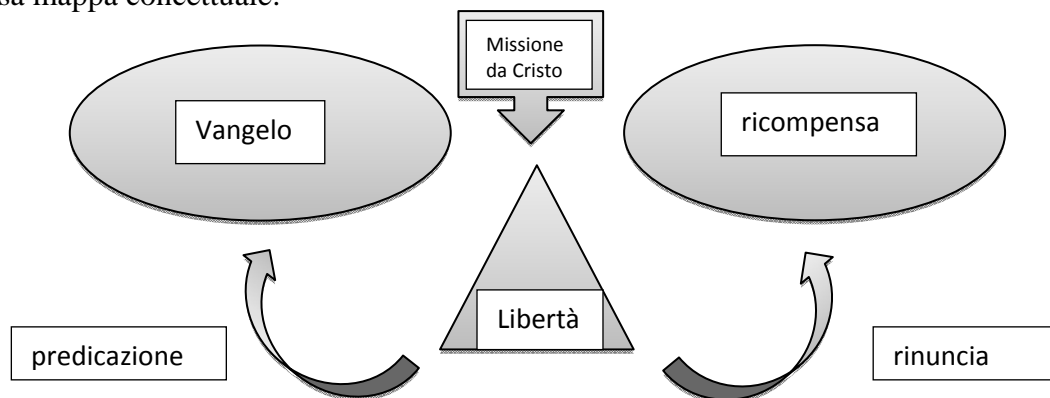 sa mappa concettuale:
Missione
da Cristo
Vangelo
ricompensa
Libertà
predicazione
rinuncia